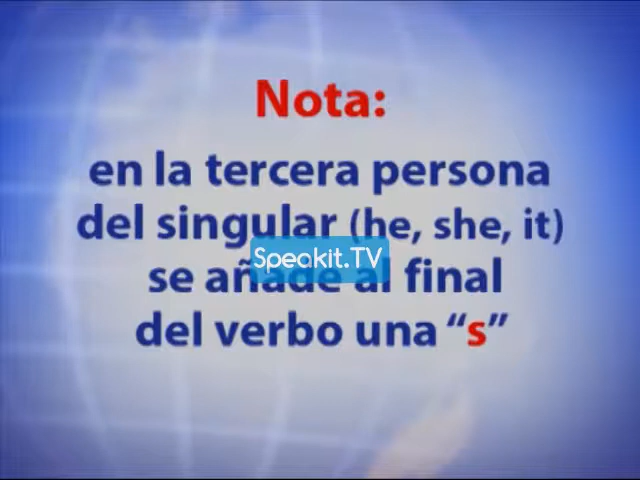 Nota:
en la tercera persona
del singular (he, she, it)
Speakit.TV
se añade al final
del verbo una “s”